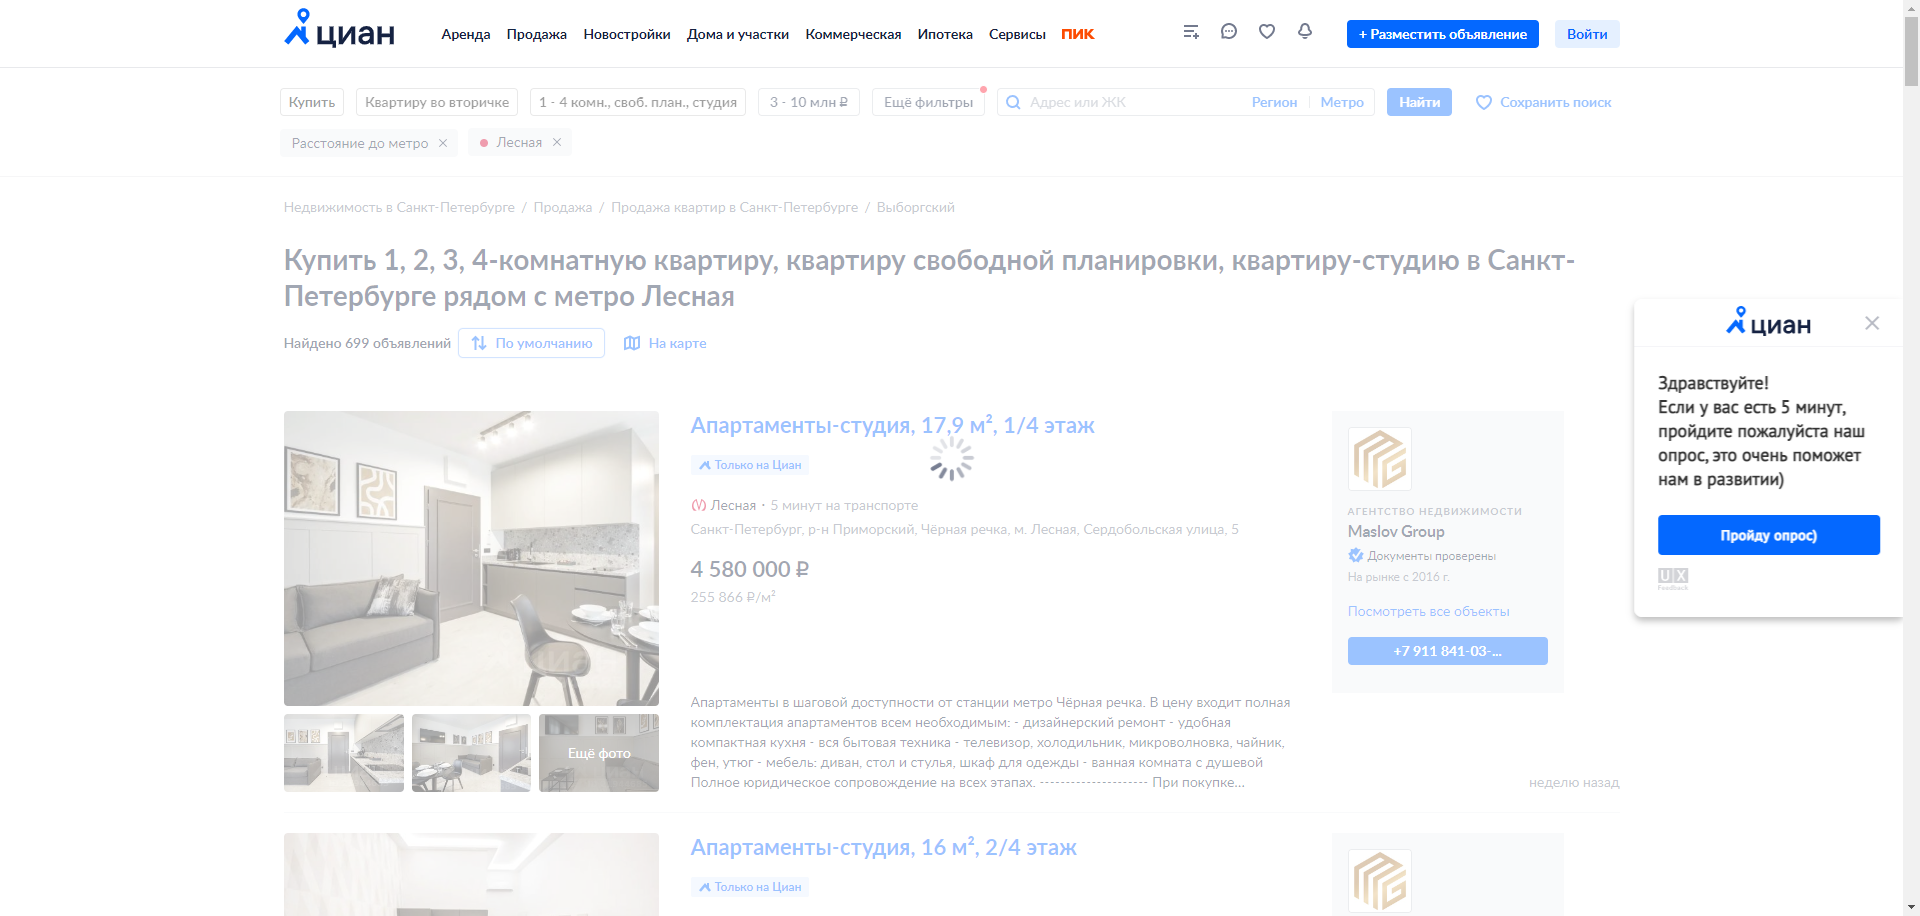 циан
Аренда Продажа Новостройки Дома и участки Коммерческая Ипотека Сервисы ПИК
+ Разместить объявление
Войти
Купить
Квартиру во вторичке
1 - 4 комн., своб. план., студия
3 - 10 млн ₽
Ещё фильтры
Адрес или ЖК
Регион
Метро
Найти
Сохранить поиск
Расстояние до метро
Лесная
Недвижимость в Санкт-Петербурге / Продажа / Продажа квартир в Санкт-Петербурге / Выборгский
Купить 1, 2, 3, 4-комнатную квартиру, квартиру свободной планировки, квартиру-студию в Санкт-
Петербурге рядом с метро Лесная
Найдено 699 объявлений
По умолчанию
На карте
Апартаменты-студия, 17,9 м², 1/4 этаж
Только на Циан
Лесная · 5 минут на транспорте
Санкт-Петербург, р-н Приморский, Чёрная речка, м. Лесная, Сердобольская улица, 5
4 580 000 ₽
255 866 ₽/м²
Апартаменты в шаговой доступности от станции метро Чёрная речка. В цену входит полная
комплектация апартаментов всем необходимым: - дизайнерский ремонт - удобная
компактная кухня - вся бытовая техника - телевизор, холодильник, микроволновка, чайник,
фен, утюг - мебель: диван, стол и стулья, шкаф для одежды - ванная комната с душевой
Полное юридическое сопровождение на всех этапах. --------------------- При покупке...
Ещё фото
АГЕНТСТВО НЕДВИЖИМОСТИ
Maslov Group
Документы проверены
На рынке с 2016 г.
Посмотреть все объекты
+7 911 841-03-...
неделю назад
Апартаменты-студия, 16 м², 2/4 этаж
Только на Циан
циан
Здравствуйте!
Если у вас есть 5 минут,
пройдите пожалуйста наш
опрос, это очень поможет
нам в развитии)
Пройду опрос)
UX
Feedback